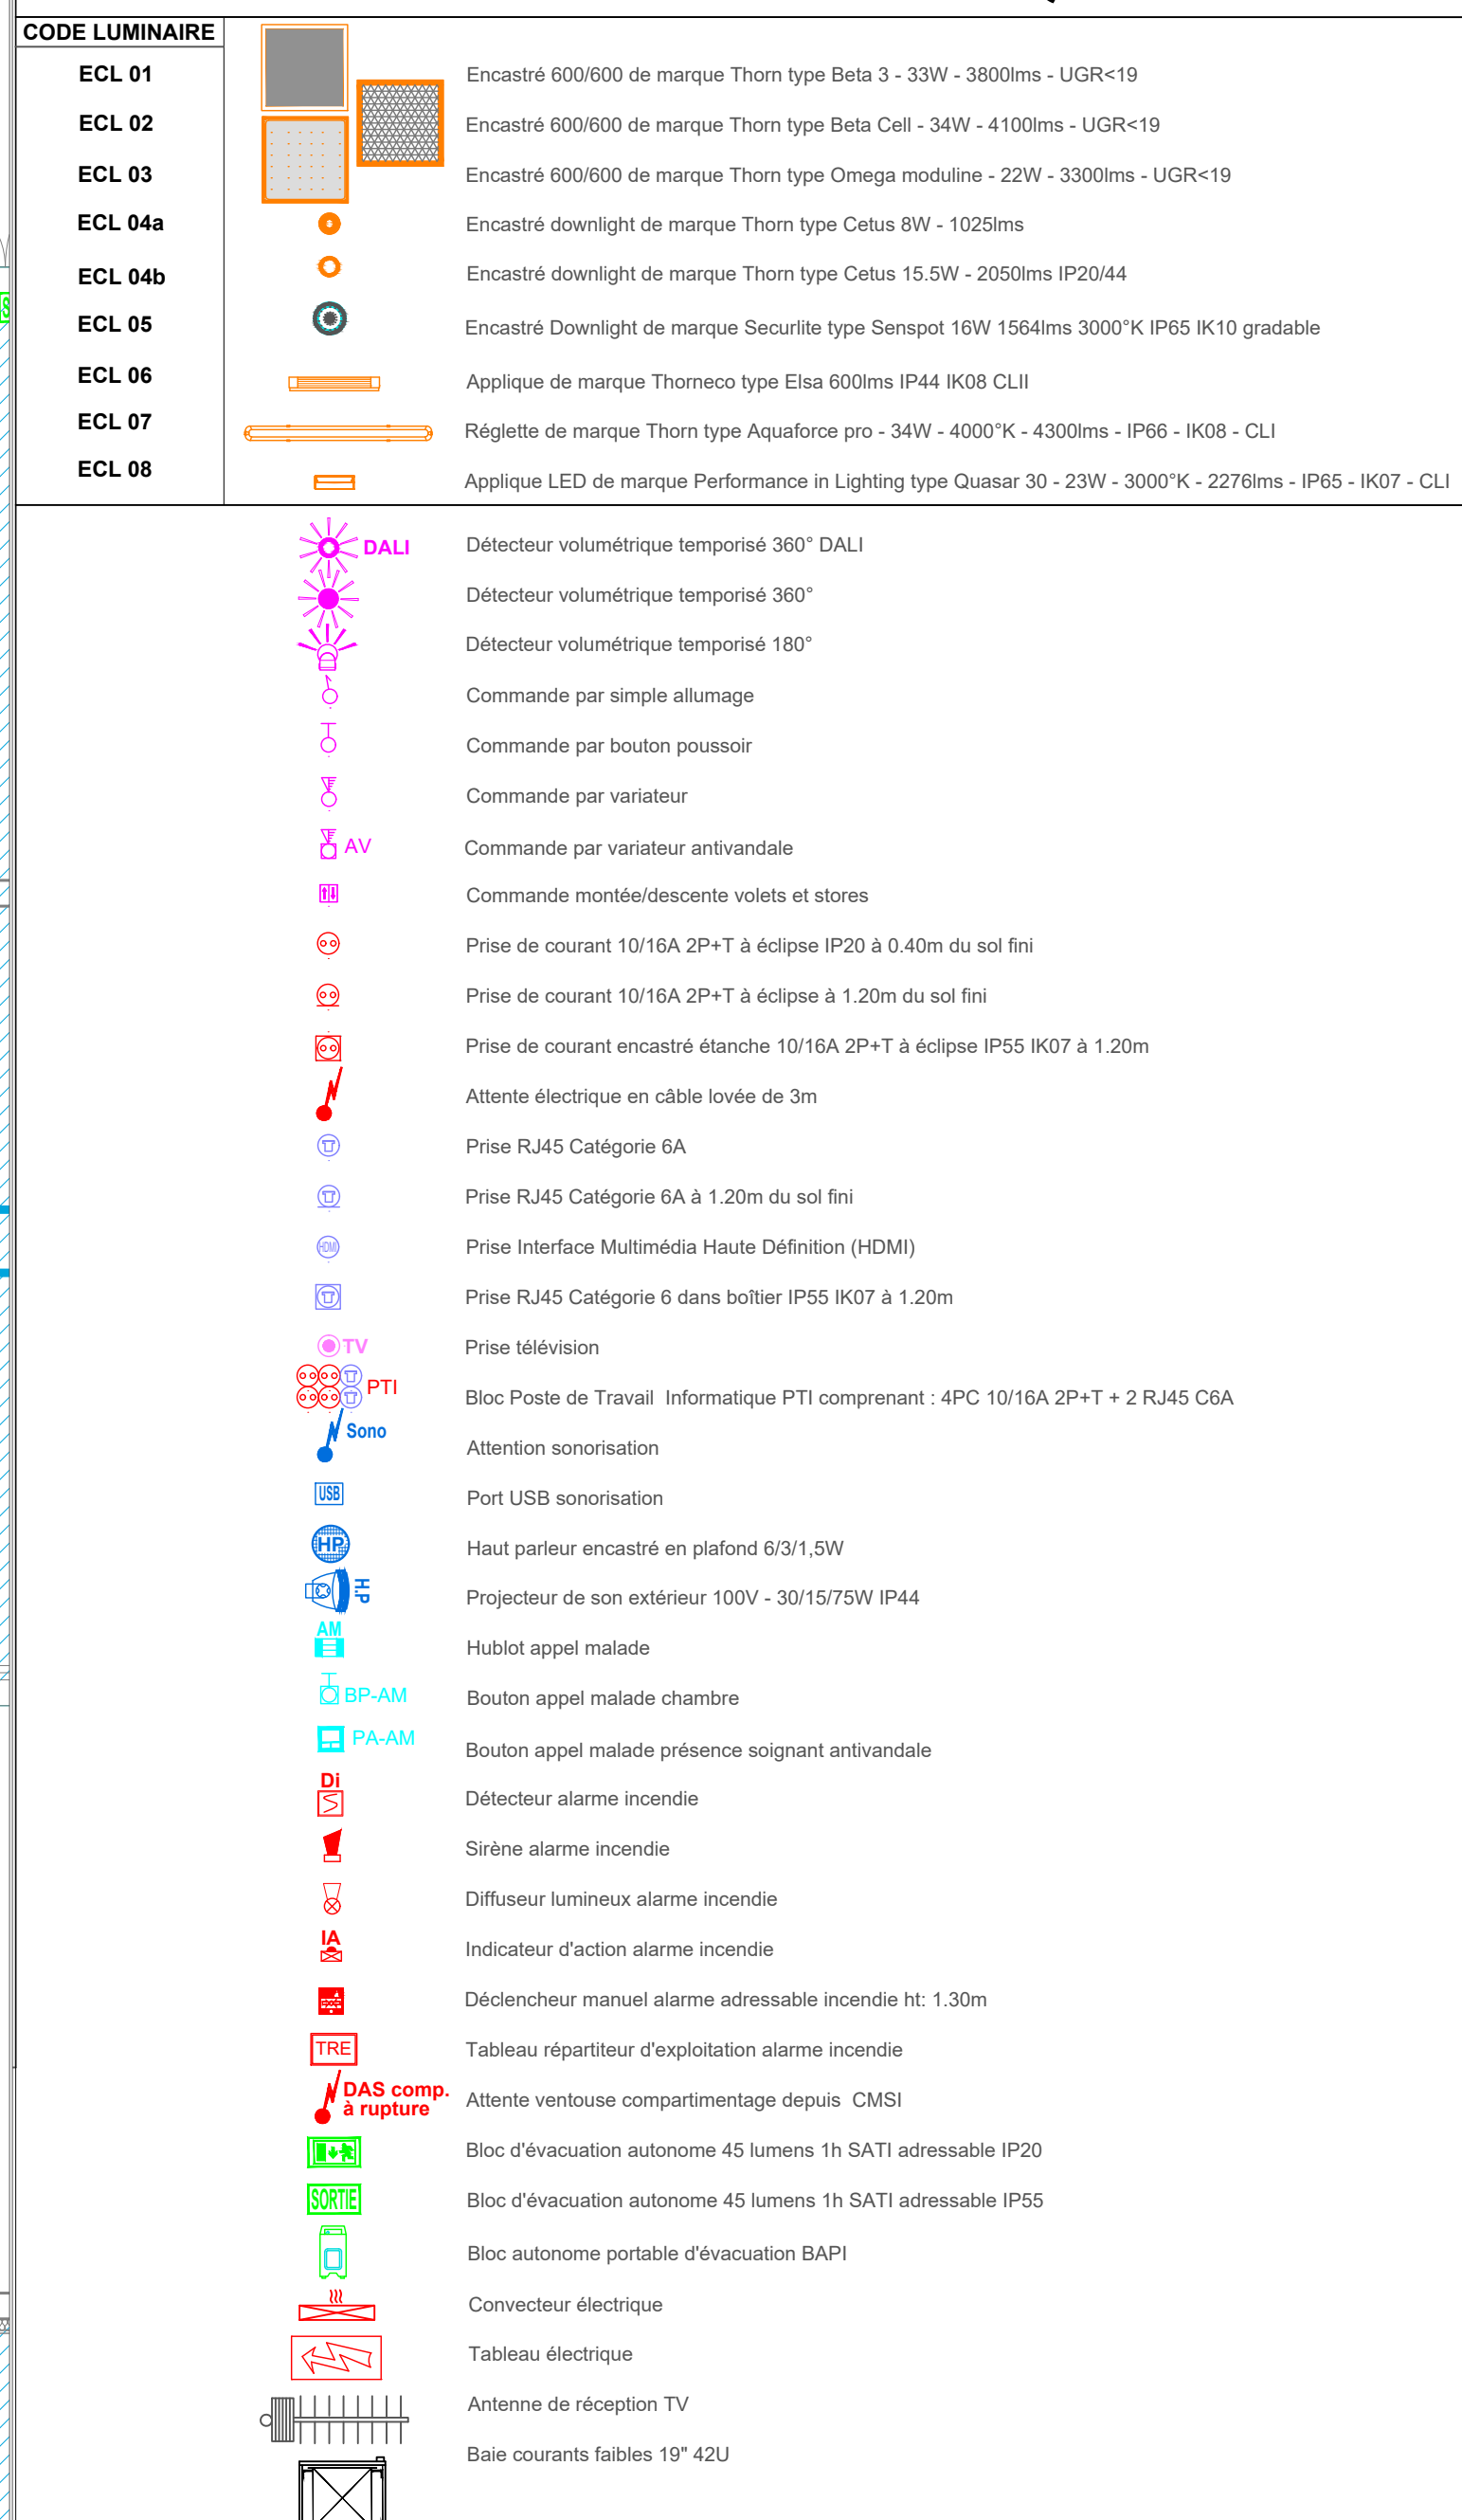 CODE LUMINAIRE
ECL 01 Encastré 600/600 de marque Thorn type Beta 3 - 33W - 3800lms - UGR<19
ECL 02 Encastré 600/600 de marque Thorn type Beta Cell - 34W - 4100lms - UGR<19
ECL 03 Encastré 600/600 de marque Thorn type Omega moduline - 22W - 3300lms - UGR<19
ECL 04a Encastré downlight de marque Thorn type Cetus 8W - 1025lms
ECL 04b Encastré downlight de marque Thorn type Cetus 15.5W - 2050lms IP20/44
ECL 05 Encastré Downlight de marque Securlite type Senspot 16W 1564lms 3000°K IP65 IK10 gradable
ECL 06 Applique de marque Thorneco type Elsa 600lms IP44 IK08 CLII
ECL 07 Réglette de marque Thorn type Aquaforce pro - 34W - 4000°K - 4300lms - IP66 - IK08 - CLI
ECL 08 Applique LED de marque Performance in Lighting type Quasar 30 - 23W - 3000°K - 2276lms - IP65 - IK07 - CLI
DALI Détecteur volumétrique temporisé 360° DALI
Détecteur volumétrique temporisé 360°
Détecteur volumétrique temporisé 180°
Commande par simple allumage
Commande par bouton poussoir
Commande par variateur
AV Commande par variateur antivandale
Commande montée/descente volets et stores
Prise de courant 10/16A 2P+T à éclipse IP20 à 0.40m du sol fini
Prise de courant 10/16A 2P+T à éclipse à 1.20m du sol fini
Prise de courant encastré étanche 10/16A 2P+T à éclipse IP55 IK07 à 1.20m
Attente électrique en câble lovée de 3m
Prise RJ45 Catégorie 6A
Prise RJ45 Catégorie 6A à 1.20m du sol fini
HDMI Prise Interface Multimédia Haute Définition (HDMI)
Prise RJ45 Catégorie 6 dans boîtier IP55 IK07 à 1.20m
TV Prise télévision
PTI Bloc Poste de Travail Informatique PTI comprenant : 4PC 10/16A 2P+T + 2 RJ45 C6A
Sono Attention sonorisation
USB Port USB sonorisation
HP Haut parleur encastré en plafond 6/3/1,5W
H.P Projecteur de son extérieur 100V - 30/15/75W IP44
AM Hublot appel malade
BP-AM Bouton appel malade chambre
PA-AM Bouton appel malade présence soignant antivandale
Di Détecteur alarme incendie
Sirène alarme incendie
Diffuseur lumineux alarme incendie
IA Indicateur d'action alarme incendie
Déclencheur manuel alarme adressable incendie ht: 1.30m
TRE Tableau répartiteur d'exploitation alarme incendie
DAS comp.
à rupture Attente ventouse compartimentage depuis CMSI
Bloc d'évacuation autonome 45 lumens 1h SATI adressable IP20
SORTIE Bloc d'évacuation autonome 45 lumens 1h SATI adressable IP55
Bloc autonome portable d'évacuation BAPI
Convecteur électrique
Tableau électrique
Antenne de réception TV
Baie courants faibles 19" 42U